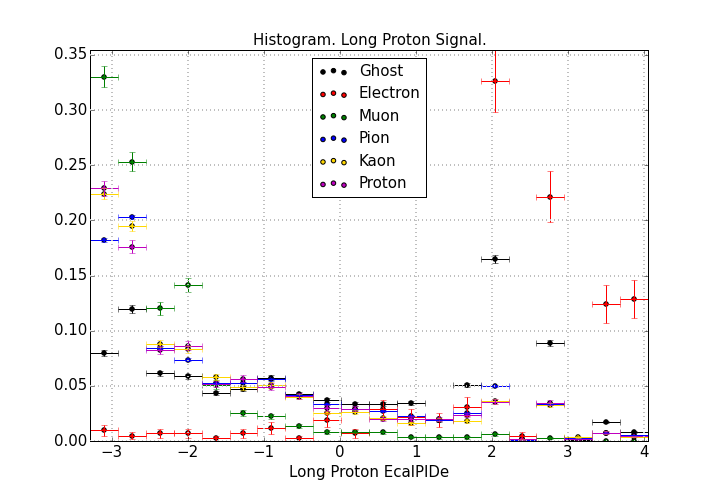 Histogram. Long Proton Signal.
0.35
0.30
0.25
0.20
0.15
0.10
0.05
0.00
Ghost
Electron
Muon
Pion
Kaon
Proton
−3 −2 −1 0 1 2 3 4
Long Proton EcalPIDe